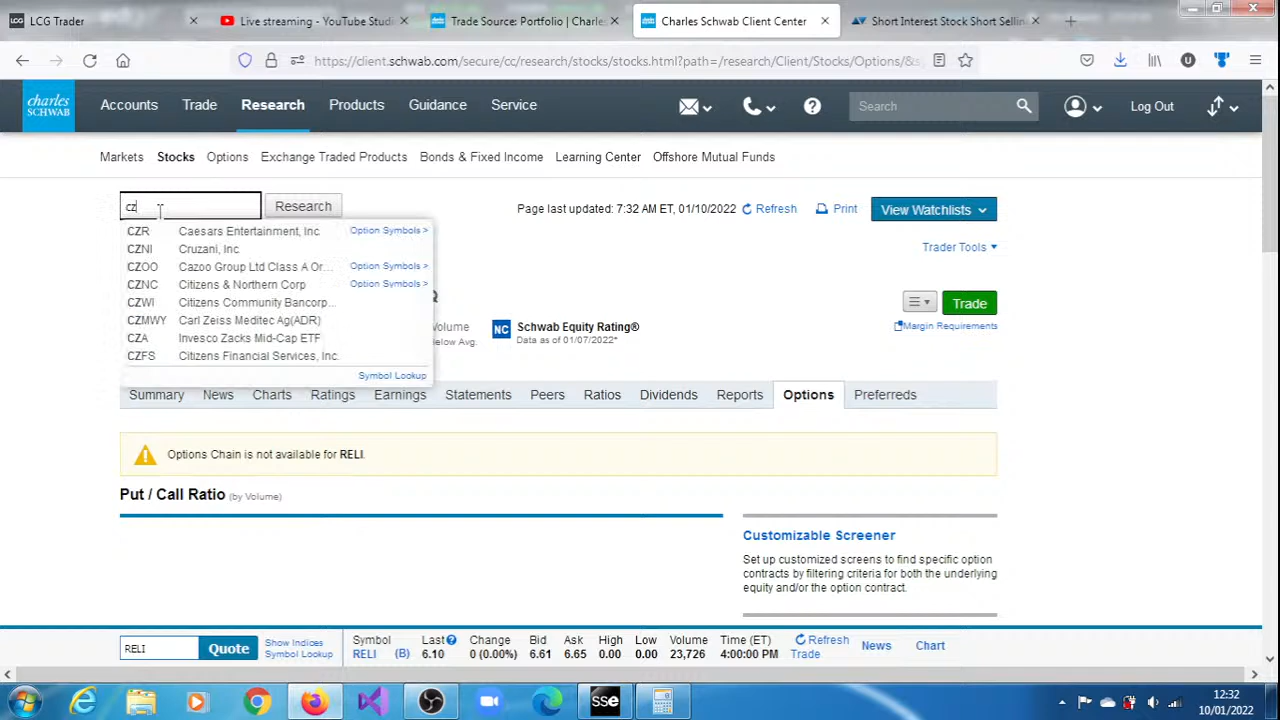 LCG Trader
Live streaming - YouTube Studi
Trade Source: Portfolio | Charles
Charles Schwab Client Center
Short Interest Stock Short Sellin
https://client.schwab.com/secure/cc/research/stocks/stocks.html?path=/research/Client/Stocks/Options/&s
charles SCHWAB
Accounts Trade Research Products Guidance Service
Search
Log Out
Markets Stocks Options Exchange Traded Products Bonds & Fixed Income Learning Center Offshore Mutual Funds
cz
Research
Page last updated: 7:32 AM ET, 01/10/2022 Refresh Print View Watchlists
CZR Caesars Entertainment, Inc Option Symbols >
CZNI Cruzani, Inc.
Trader Tools
CZOO Cazoo Group Ltd Class A Or... Option Symbols >
CZNC Citizens & Northern Corp Option Symbols >
CZWI Citizens Community Bancorp...
Trade
CZMWY Carl Zeiss Meditec Ag(ADR)
olume
NC Schwab Equity Rating®
Margin Requirements
CZA Invesco Zacks Mid-Cap ETF
elow Avg.
Data as of 01/07/2022*
CZFS Citizens Financial Services, Inc.
Symbol Lookup
Summary News Charts Ratings Earnings Statements Peers Ratios Dividends Reports Options Preferreds
Options Chain is not available for RELI.
Put / Call Ratio (by Volume)
Customizable Screener
Set up customized screens to find specific option
contracts by filtering criteria for both the underlying
equity and/or the option contract.
RELI Quote
Show Indices
Symbol Lookup
Symbol Last Change Bid Ask High Low Volume Time (ET) Refresh News Chart
RELI (B) 6.10 0 (0.00%) 6.61 6.65 0.00 0.00 23,726 4:00:00 PM Trade
SSE
12:32
10/01/2022